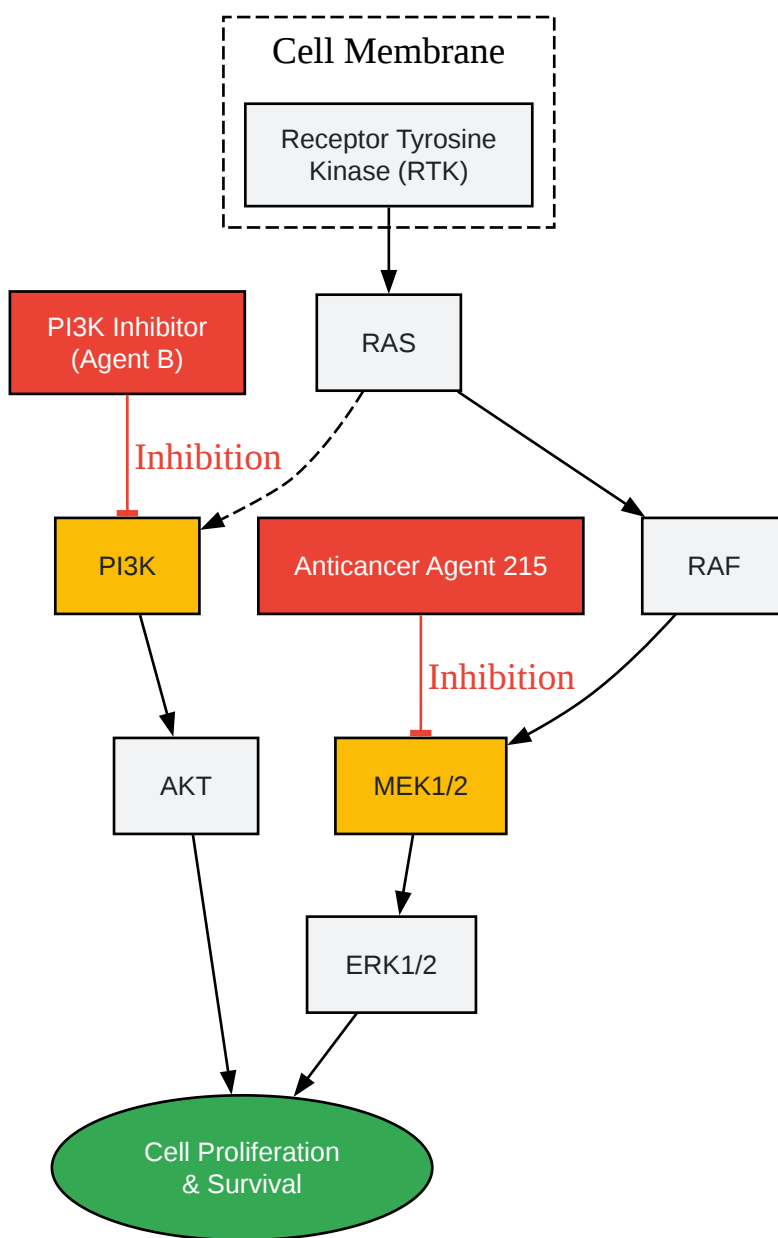 Cell Membrane
Receptor Tyrosine
Kinase (RTK)
PI3K Inhibitor
(Agent B)
RAS
Inhibition
PI3K
Anticancer Agent 215
RAF
Inhibition
AKT
MEK1/2
ERK1/2
Cell Proliferation
& Survival